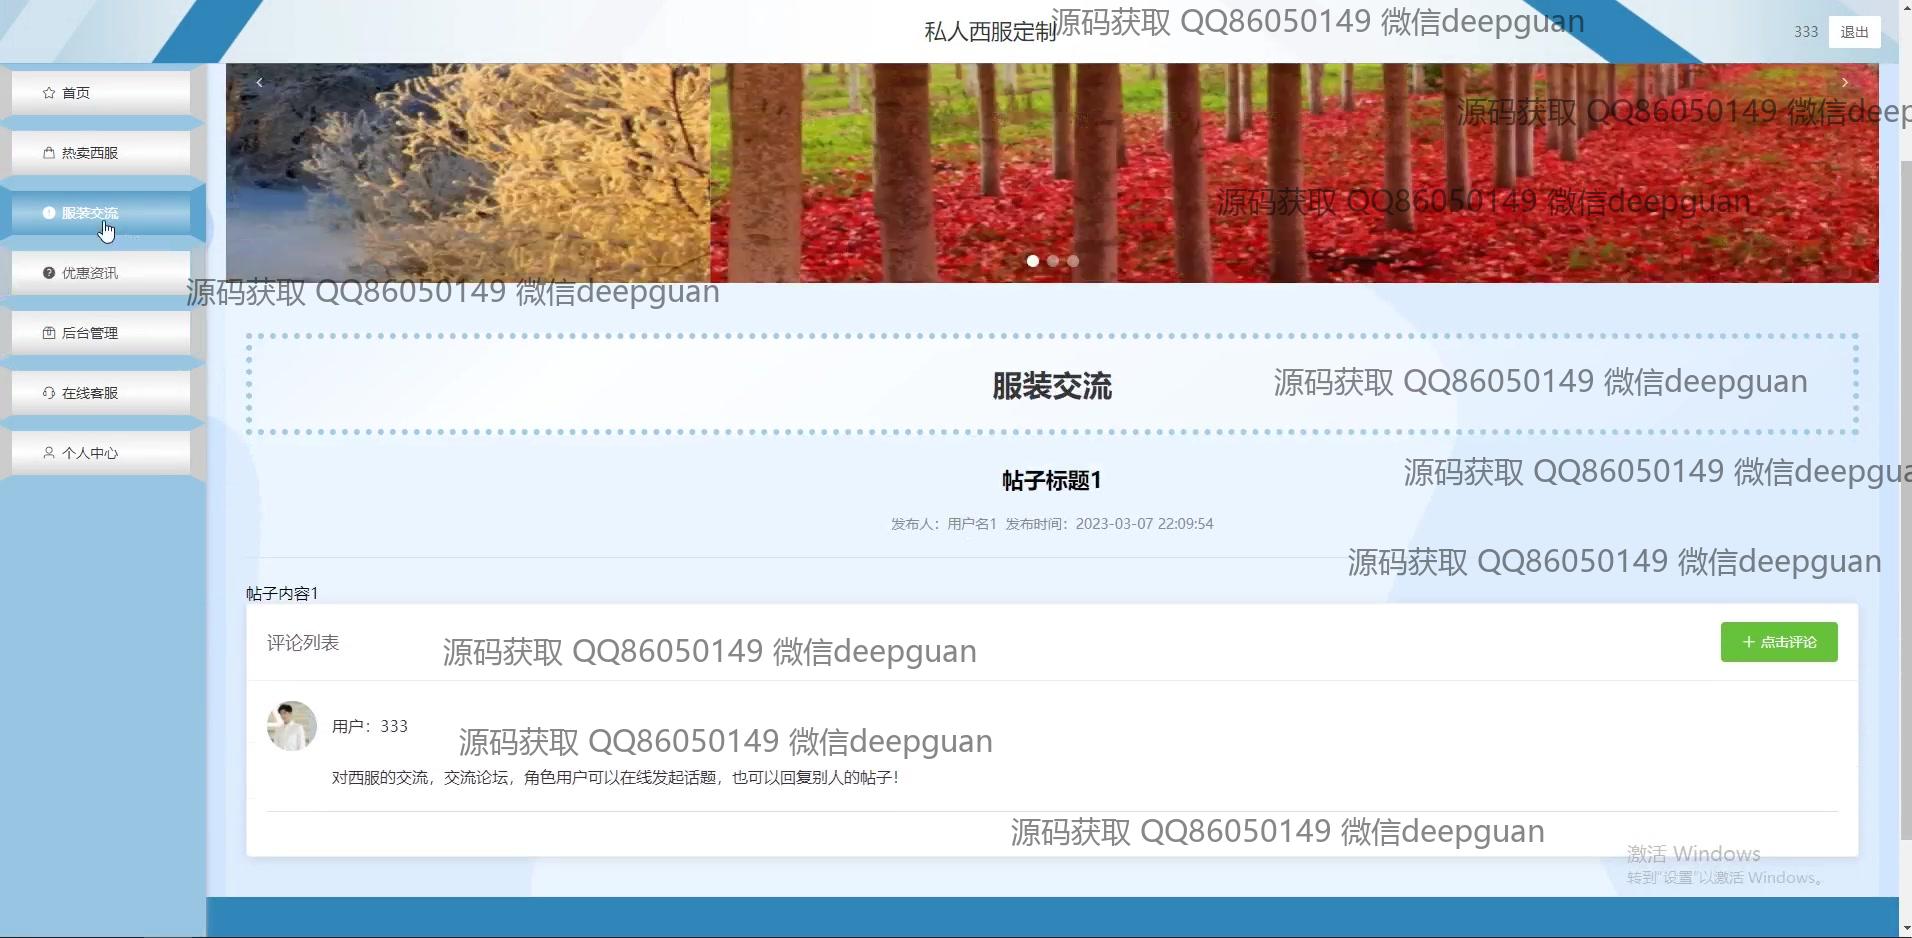 私人西服定制
源码获取 QQ86050149 微信deepguan
333
退出
首页
热卖西服
服装交流
优惠资讯
后台管理
在线客服
个人中心
源码获取 QQ86050149 微信deep
源码获取 QQ86050149 微信deepguan
源码获取 QQ86050149 微信deepguan
服装交流
源码获取 QQ86050149 微信deepguan
帖子标题1
源码获取 QQ86050149 微信deepgua
发布人：用户名1 发布时间：2023-03-07 22:09:54
源码获取 QQ86050149 微信deepguan
帖子内容1
评论列表
源码获取 QQ86050149 微信deepguan
点击评论
用户：333
源码获取 QQ86050149 微信deepguan
对西服的交流，交流论坛，角色用户可以在线发起话题，也可以回复别人的帖子！
源码获取 QQ86050149 微信deepguan
激活 Windows
转到"设置"以激活 Windows。